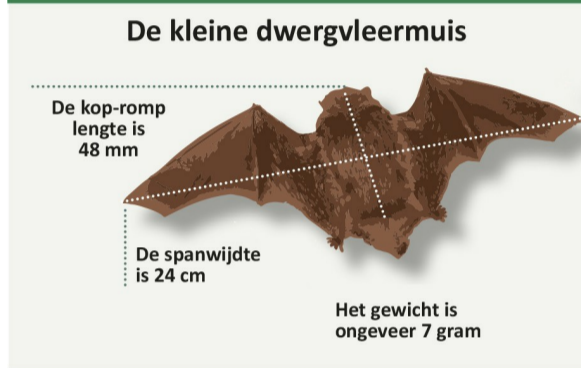 De kleine dwergvleermuis
De kop-romp
lengte is
48 mm
De spanwijdte
is 24 cm
Het gewicht is
ongeveer 7 gram